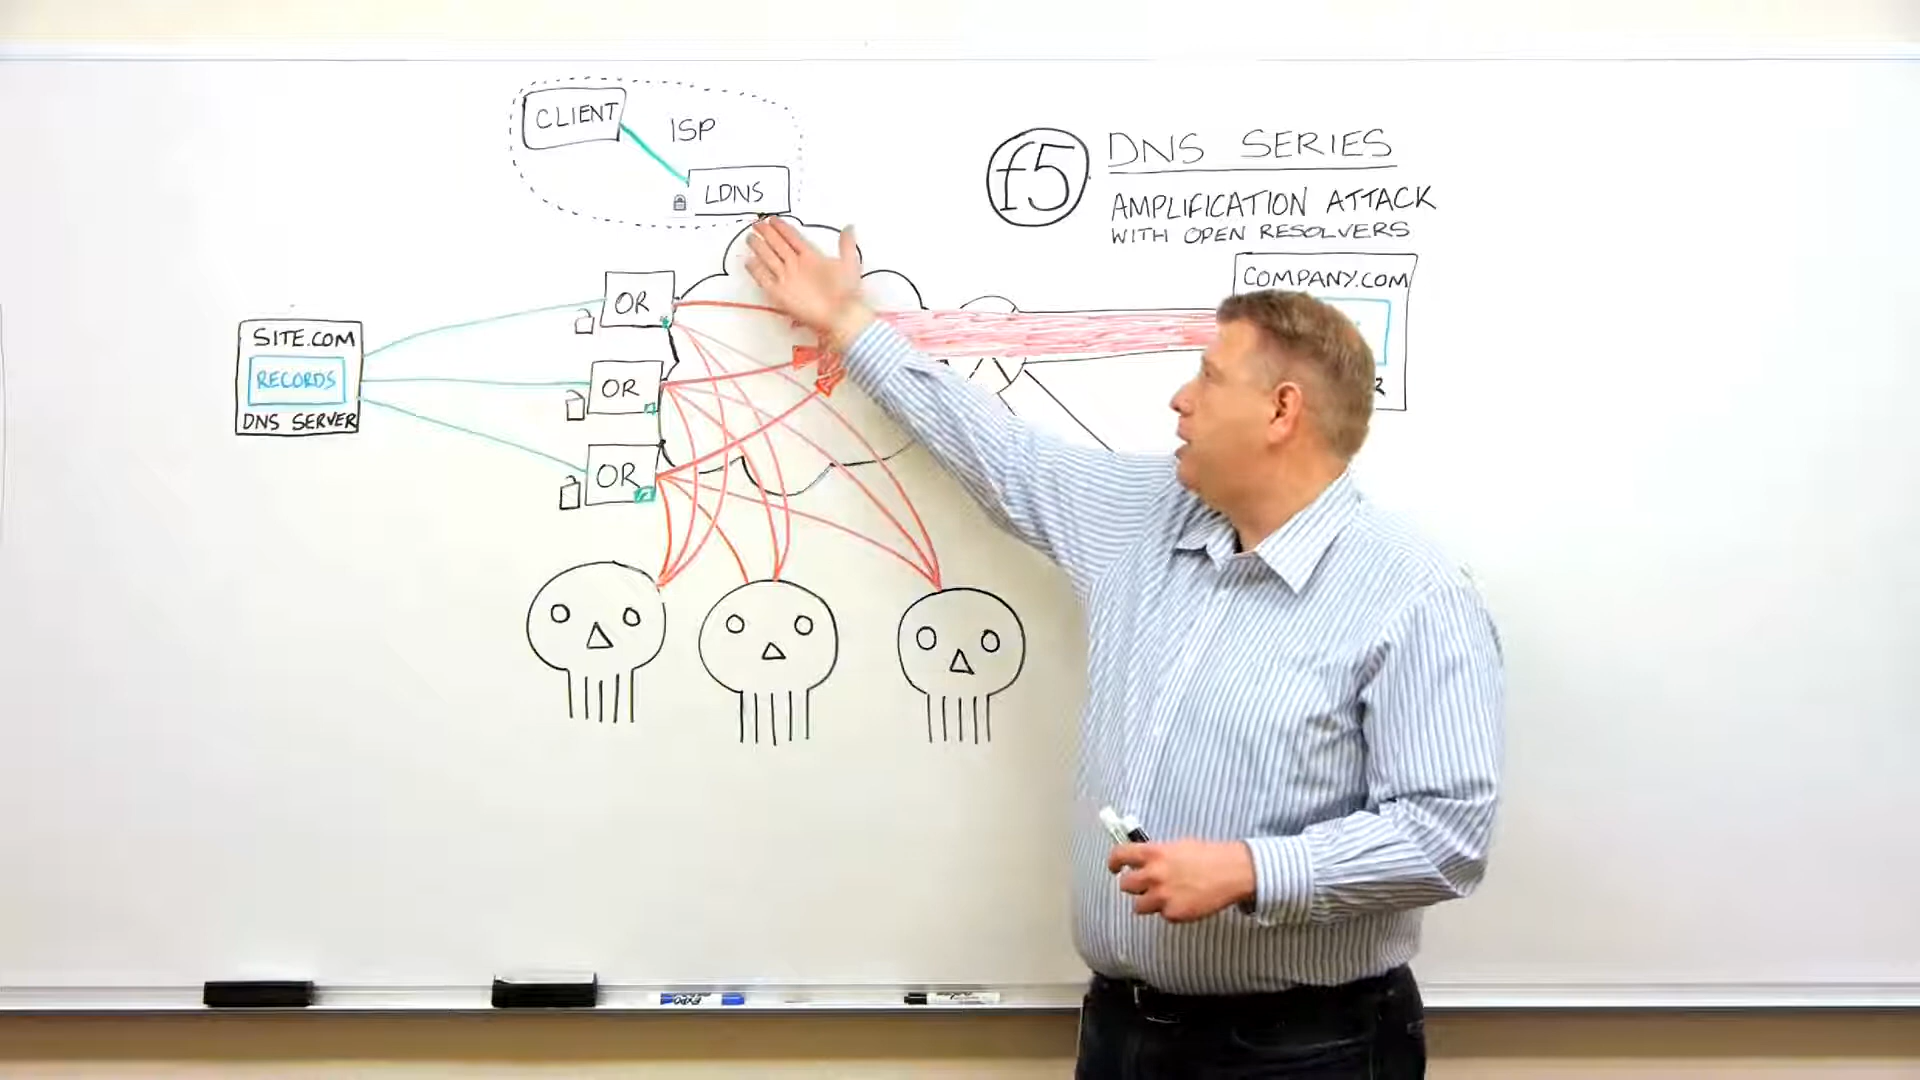 CLIENT
ISP
LDNS
f5
DNS SERIES
AMPLIFICATION ATTACK
WITH OPEN RESOLVERS
COMPANY.COM
OR
SITE.COM
RECORDS
DNS SERVER
OR
OR
EXPO